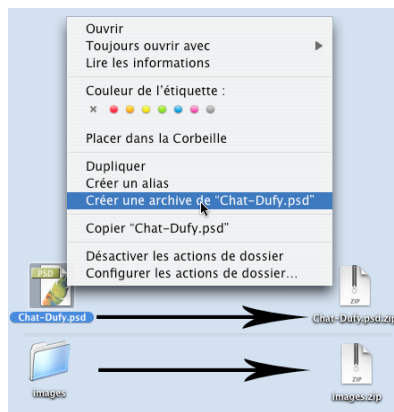 Ouvrir
Toujours ouvrir avec
Lire les informations
Couleur de l'étiquette :
Placer dans la Corbeille
Dupliquer
Créer un alias
Créer une archive de “Chat-Dufy.psd”
Copier “Chat-Dufy.psd”
Désactiver les actions de dossier
Configurer les actions de dossier...
PSD
ZIP
Chat-Dufy.psd
Chat-Dufy.psd.zip
ZIP
images
images.zip